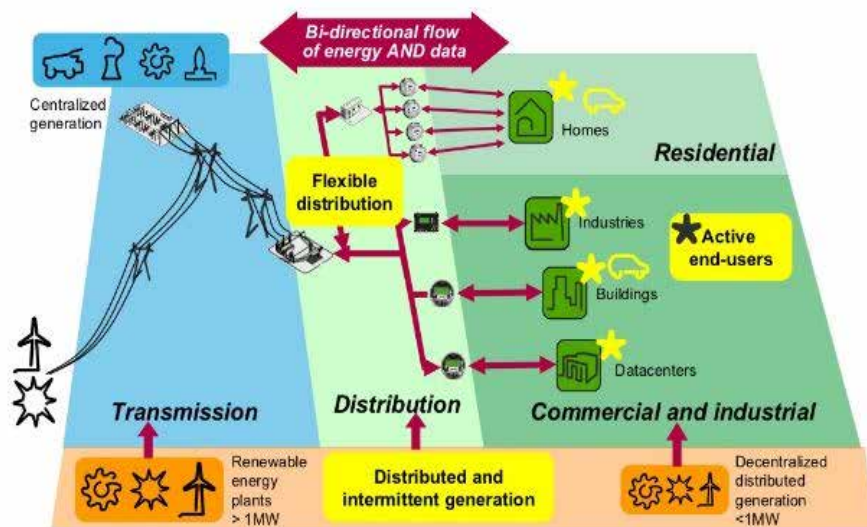 Bi-directional flow
of energy AND data
Centralized
generation
Homes
Residential
Flexible
distribution
Industries
Active
end-users
Buildings
Datacenters
Transmission
Distribution
Commercial and industrial
Renewable
energy
plants
> 1MW
Distributed and
intermittent generation
Decentralized
distributed
generation
<1MW